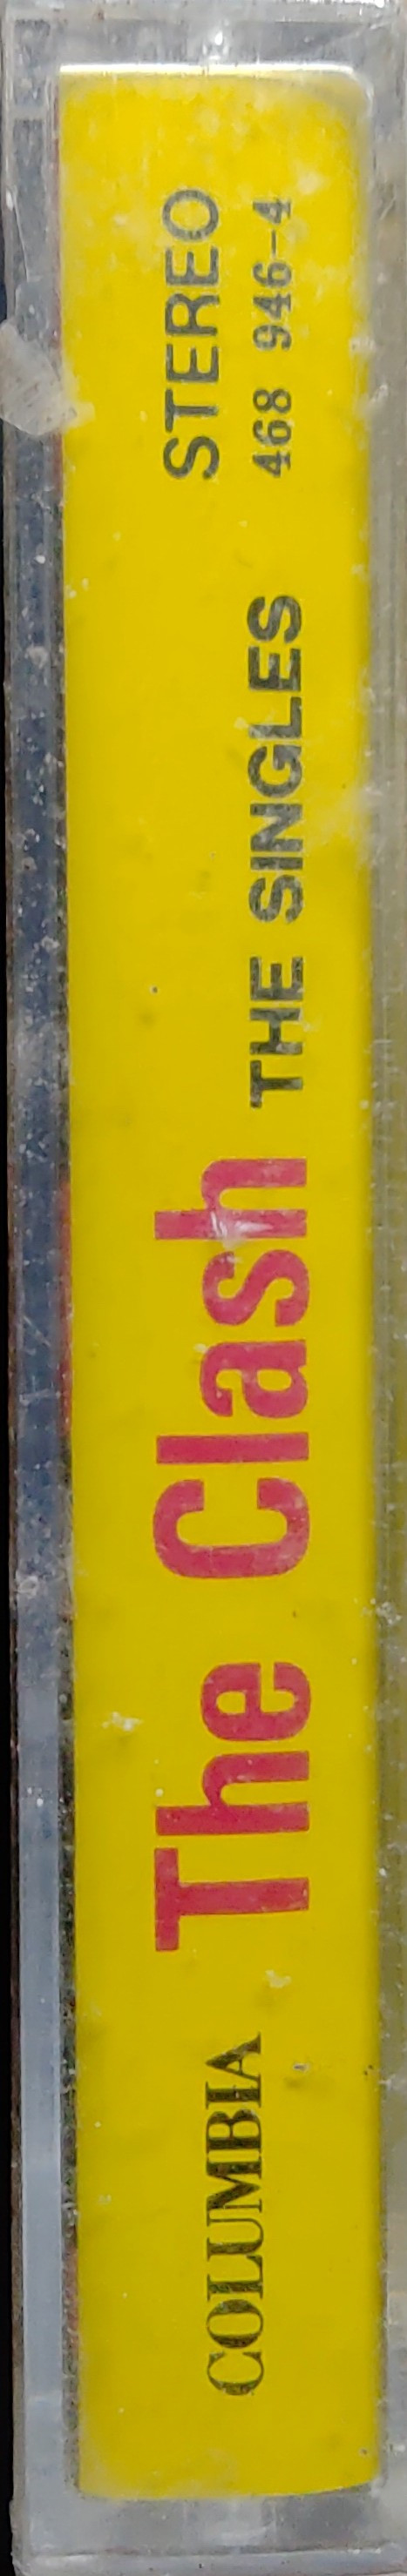 COLUMBIA
The Clash THE SINGLES
STEREO
468 946-4